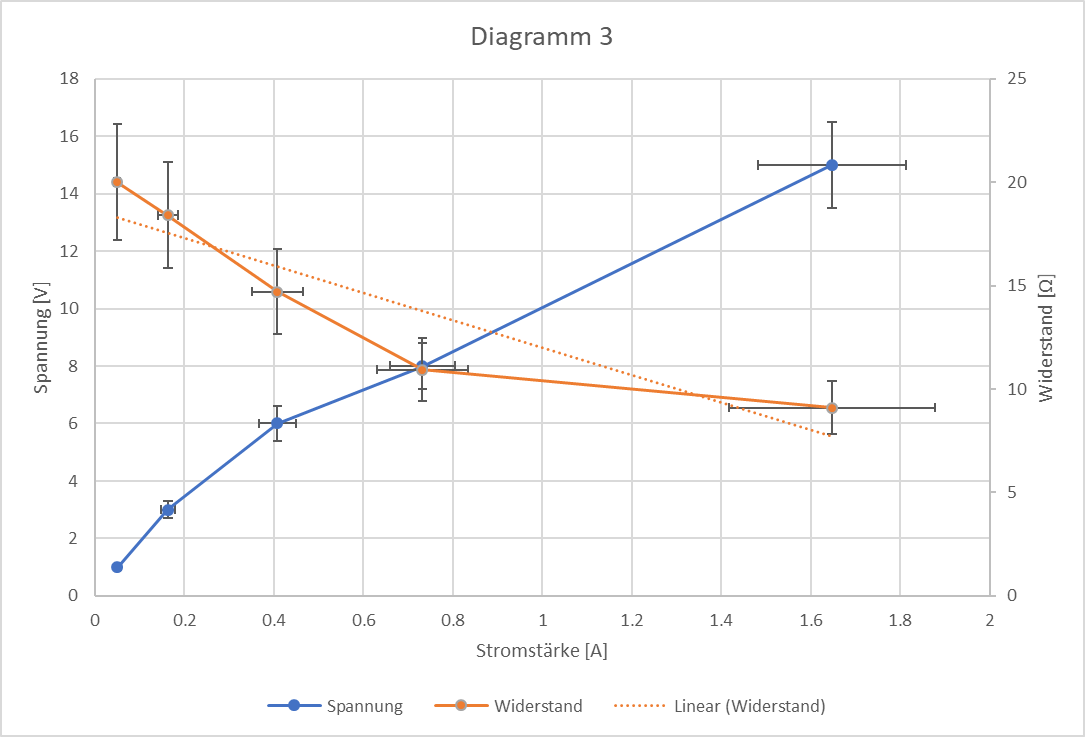 Diagramm 3
18
16
14
12
10
8
6
4
2
0
Spannung [V]
25
20
15
10
5
0
Widerstand [Ω]
0 0.2 0.4 0.6 0.8 1 1.2 1.4 1.6 1.8 2
Stromstärke [A]
Spannung Widerstand Linear (Widerstand)